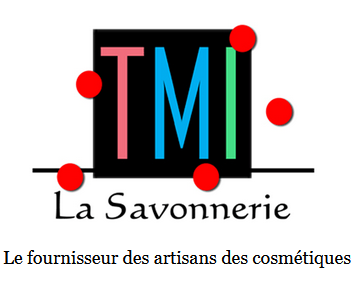 TMI
La Savonnerie
Le fournisseur des artisans des cosmétiques